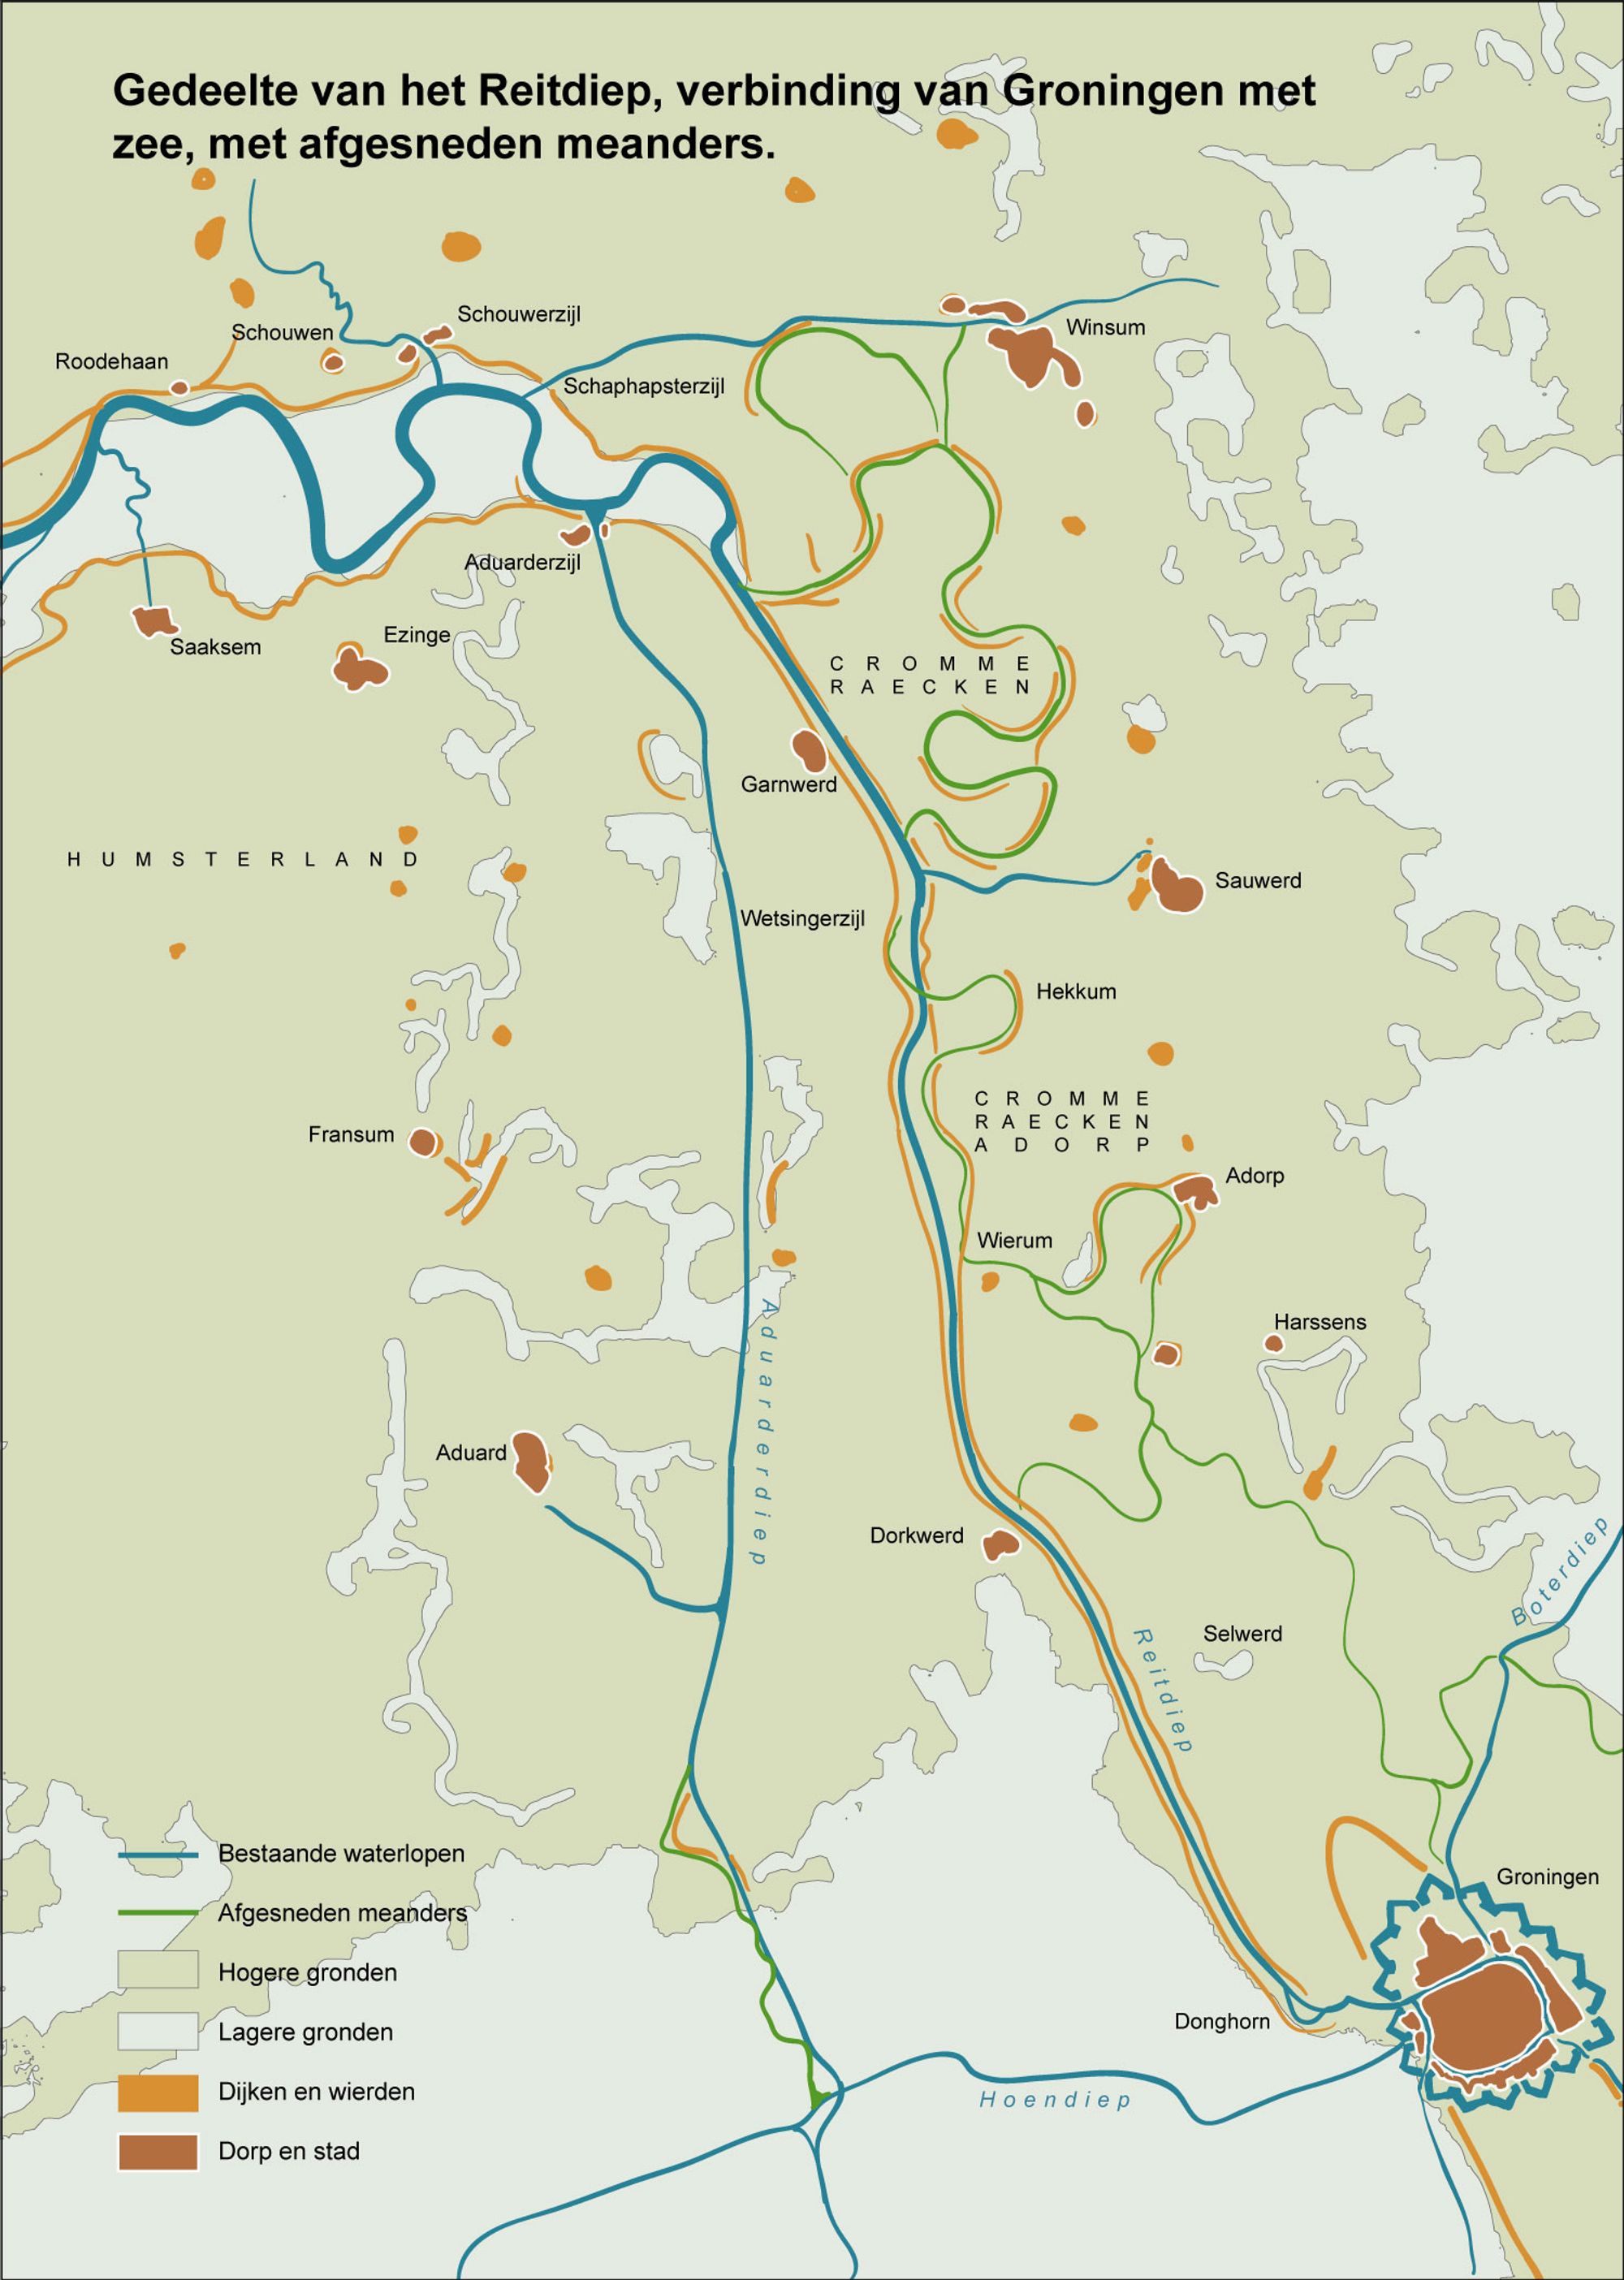 Gedeelte van het Reitdiep, verbinding van Groningen met
zee, met afgesneden meanders.
Schouwerzijl
Schouwen
Winsum
Roodehaan
Schaphapsterzijl
Aduarderzijl
Ezinge
Saaksem
CROMME
RAECKEN
Garnwerd
HUMSTERLAND
Sauwerd
Wetsingerzijl
Hekkum
CROMME
RAECKEN
ADORP
Fransum
Adorp
Wierum
Aduarderdiep
Harssens
Aduard
Dorkwerd
Boterdiep
Selwerd
Reitdiep
Groningen
Donghorn
Hoendiep
Bestaande waterlopen
Afgesneden meanders
Hogere gronden
Lagere gronden
Dijken en wierden
Dorp en stad